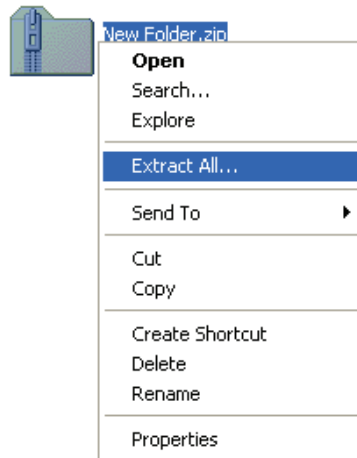 New Folder.zip
Open
Search...
Explore
Extract All...
Send To
Cut
Copy
Create Shortcut
Delete
Rename
Properties